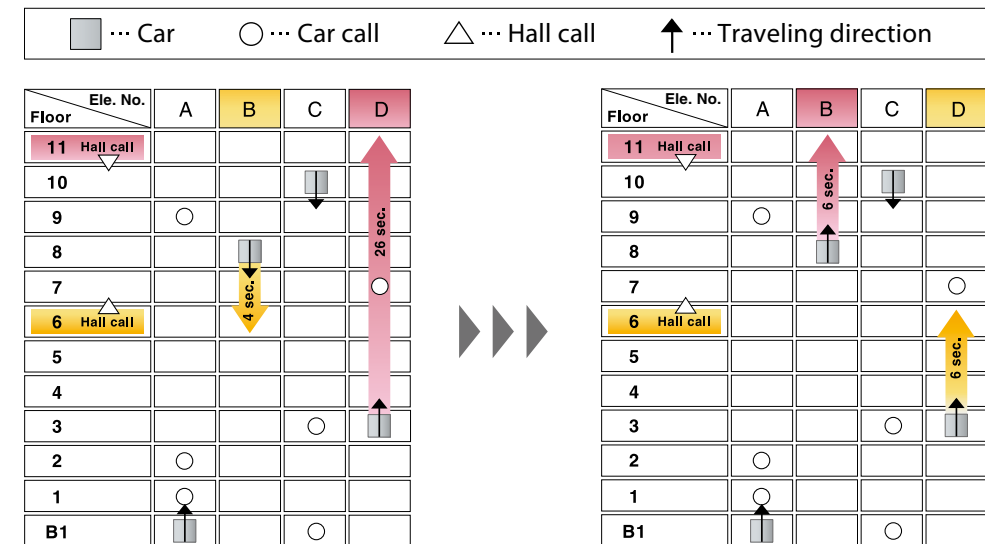 ··· Car ··· Car call ··· Hall call ··· Traveling direction
Ele. No.
Floor
A B C D
11 Hall call
10
9
8
7
6 Hall call
5
4
3
2
1
B1
4 sec.
26 sec.
Ele. No.
Floor
A B C D
11 Hall call
10
9
8
7
6 Hall call
5
4
3
2
1
B1
6 sec.
6 sec.